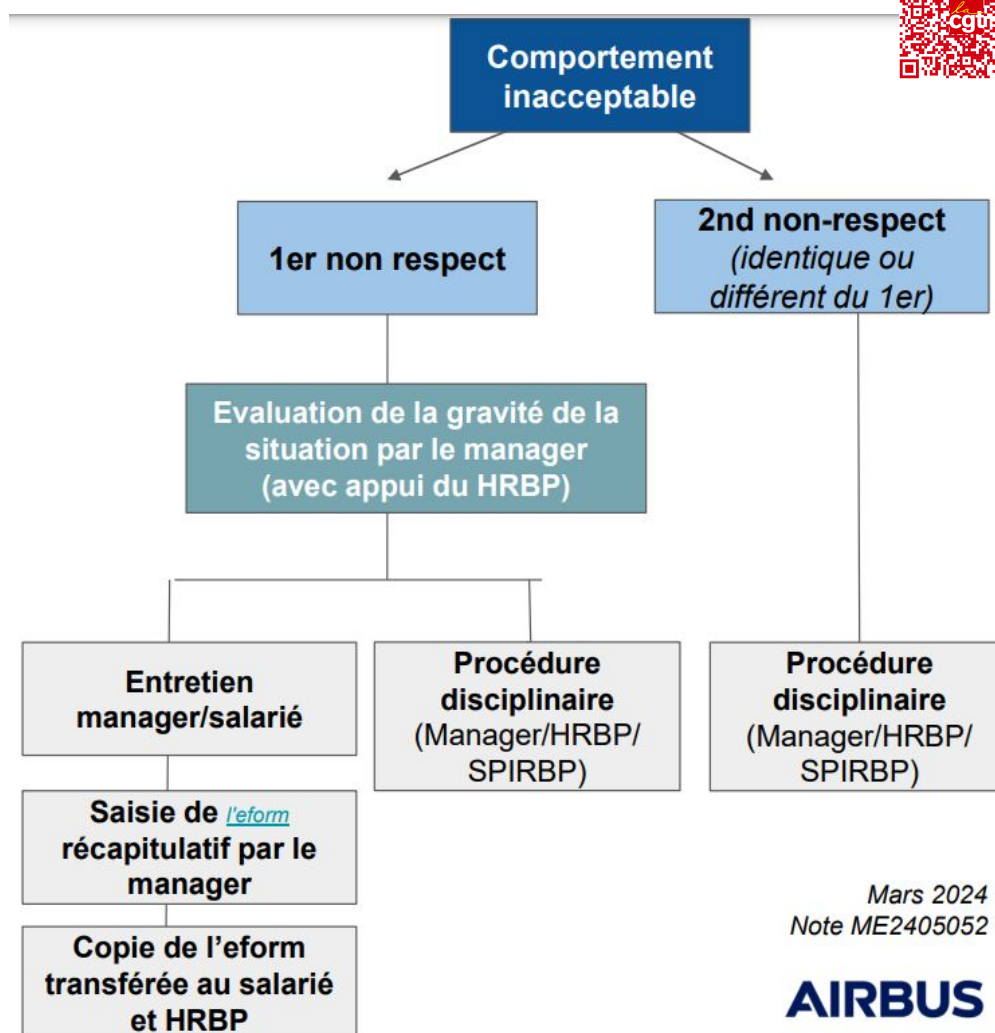 la
cgt
Comportement
inacceptable
1er non respect
2nd non-respect
(identique ou
différent du 1er)
Evaluation de la gravité de la
situation par le manager
(avec appui du HRBP)
Entretien
manager/salarié
Procédure
disciplinaire
(Manager/HRBP/
SPIRBP)
Procédure
disciplinaire
(Manager/HRBP/
SPIRBP)
Saisie de l'eform
récapitulatif par le
manager
Copie de l’eform
transférée au salarié
et HRBP
Mars 2024
Note ME2405052
AIRBUS